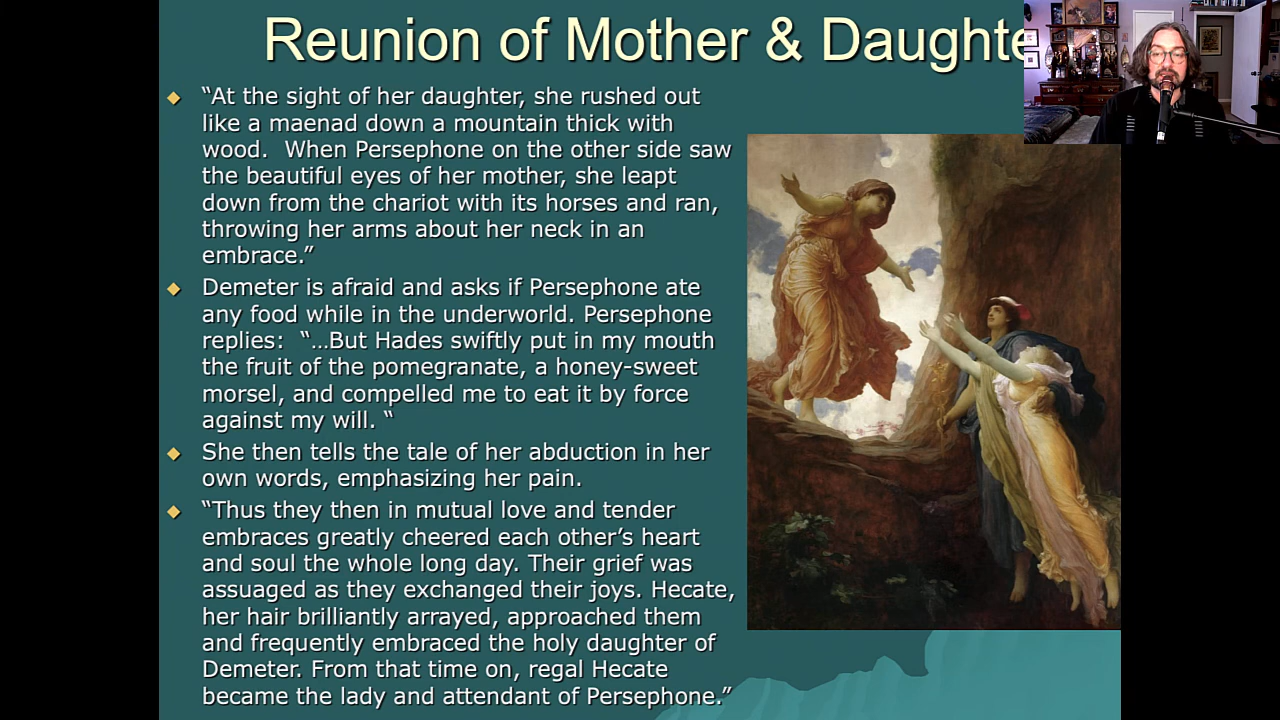 Reunion of Mother & Daughte
“At the sight of her daughter, she rushed out
like a maenad down a mountain thick with
wood.  When Persephone on the other side saw
the beautiful eyes of her mother, she leapt
down from the chariot with its horses and ran,
throwing her arms about her neck in an
embrace.”
Demeter is afraid and asks if Persephone ate
any food while in the underworld. Persephone
replies:  “…But Hades swiftly put in my mouth
the fruit of the pomegranate, a honey-sweet
morsel, and compelled me to eat it by force
against my will. “
She then tells the tale of her abduction in her
own words, emphasizing her pain.
“Thus they then in mutual love and tender
embraces greatly cheered each other’s heart
and soul the whole long day. Their grief was
assuaged as they exchanged their joys. Hecate,
her hair brilliantly arrayed, approached them
and frequently embraced the holy daughter of
Demeter. From that time on, regal Hecate
became the lady and attendant of Persephone.”